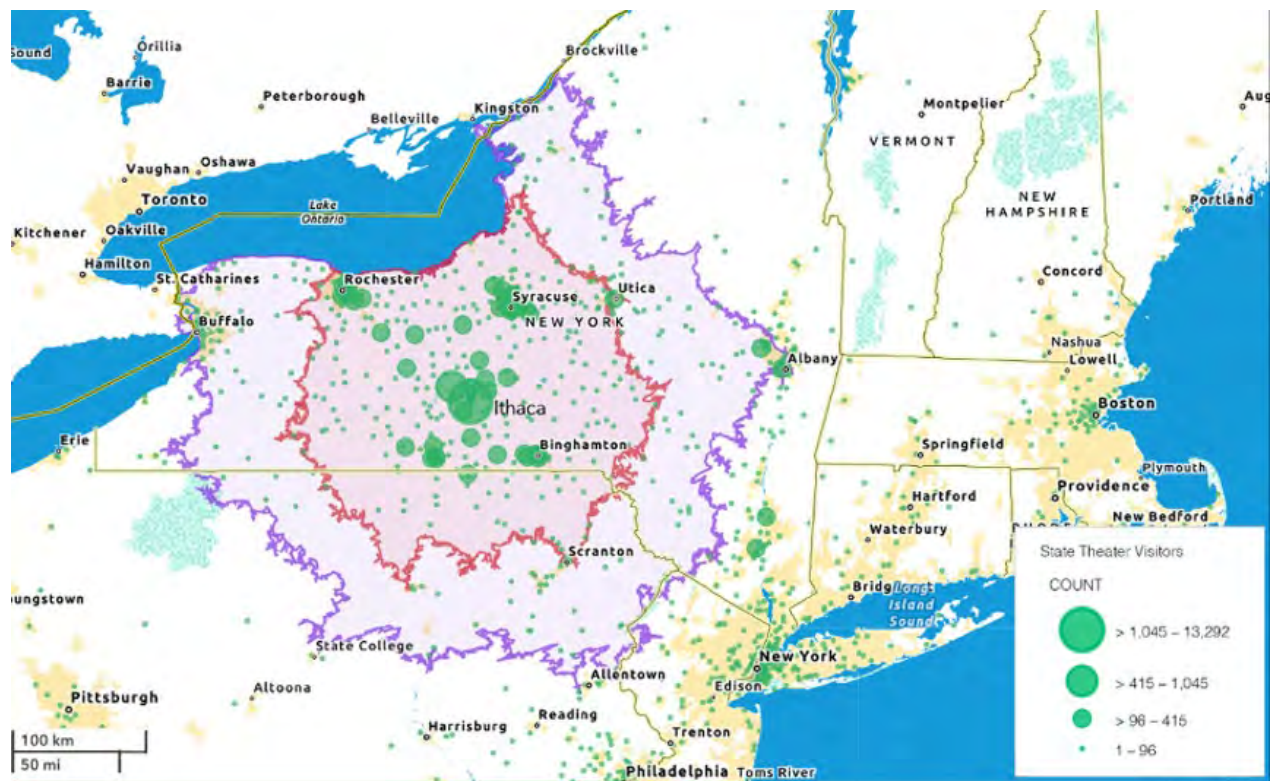 Sound
Orillia
Barrie
Peterborough
Brockville
Kingston
Belleville
Montpelier
VERMONT
Aug
Vaughan
Oshawa
Toronto
Lake
Ontario
NEW
HAMPSHIRE
Portland
Kitchener
Oakville
Hamilton
St. Catharines
Rochester
Utica
Concord
Syracuse
NEW YORK
Buffalo
Albany
Nashua
Lowell
Ithaca
Boston
Erie
Binghamton
Springfield
Plymouth
Hartford
Providence
Waterbury
New Bedford
Scranton
oungstown
Bridg
Long
Island
Sound
State College
New York
Allentown
Edison
Altoona
Pittsburgh
Reading
Harrisburg
Trenton
Philadelphia
Toms River
100 km
50 mi
State Theater Visitors
COUNT
> 1,045 – 13,292
> 415 – 1,045
> 96 – 415
1 – 96